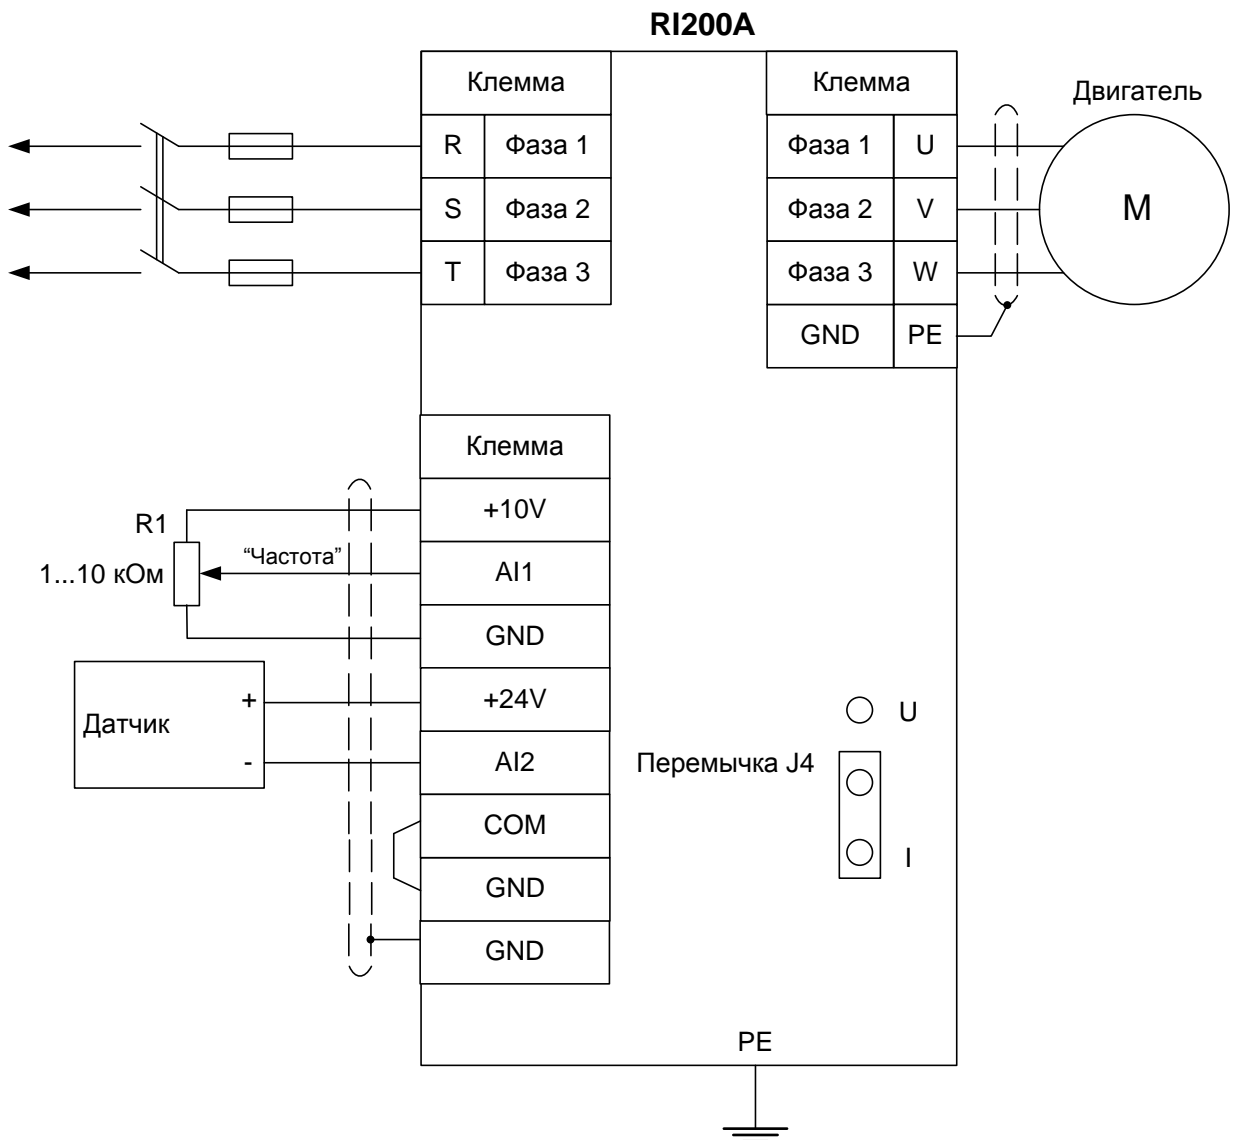 RI200A
Клемма
R Фаза 1
S Фаза 2
T Фаза 3
Клемма
Фаза 1 U
Фаза 2 V
Фаза 3 W
GND PE
Двигатель
M
Клемма
+10V
AI1
GND
+24V
AI2
COM
GND
GND
R1
1...10 кОм
“Частота”
Датчик
+
-
Перемычка J4
U
I
PE